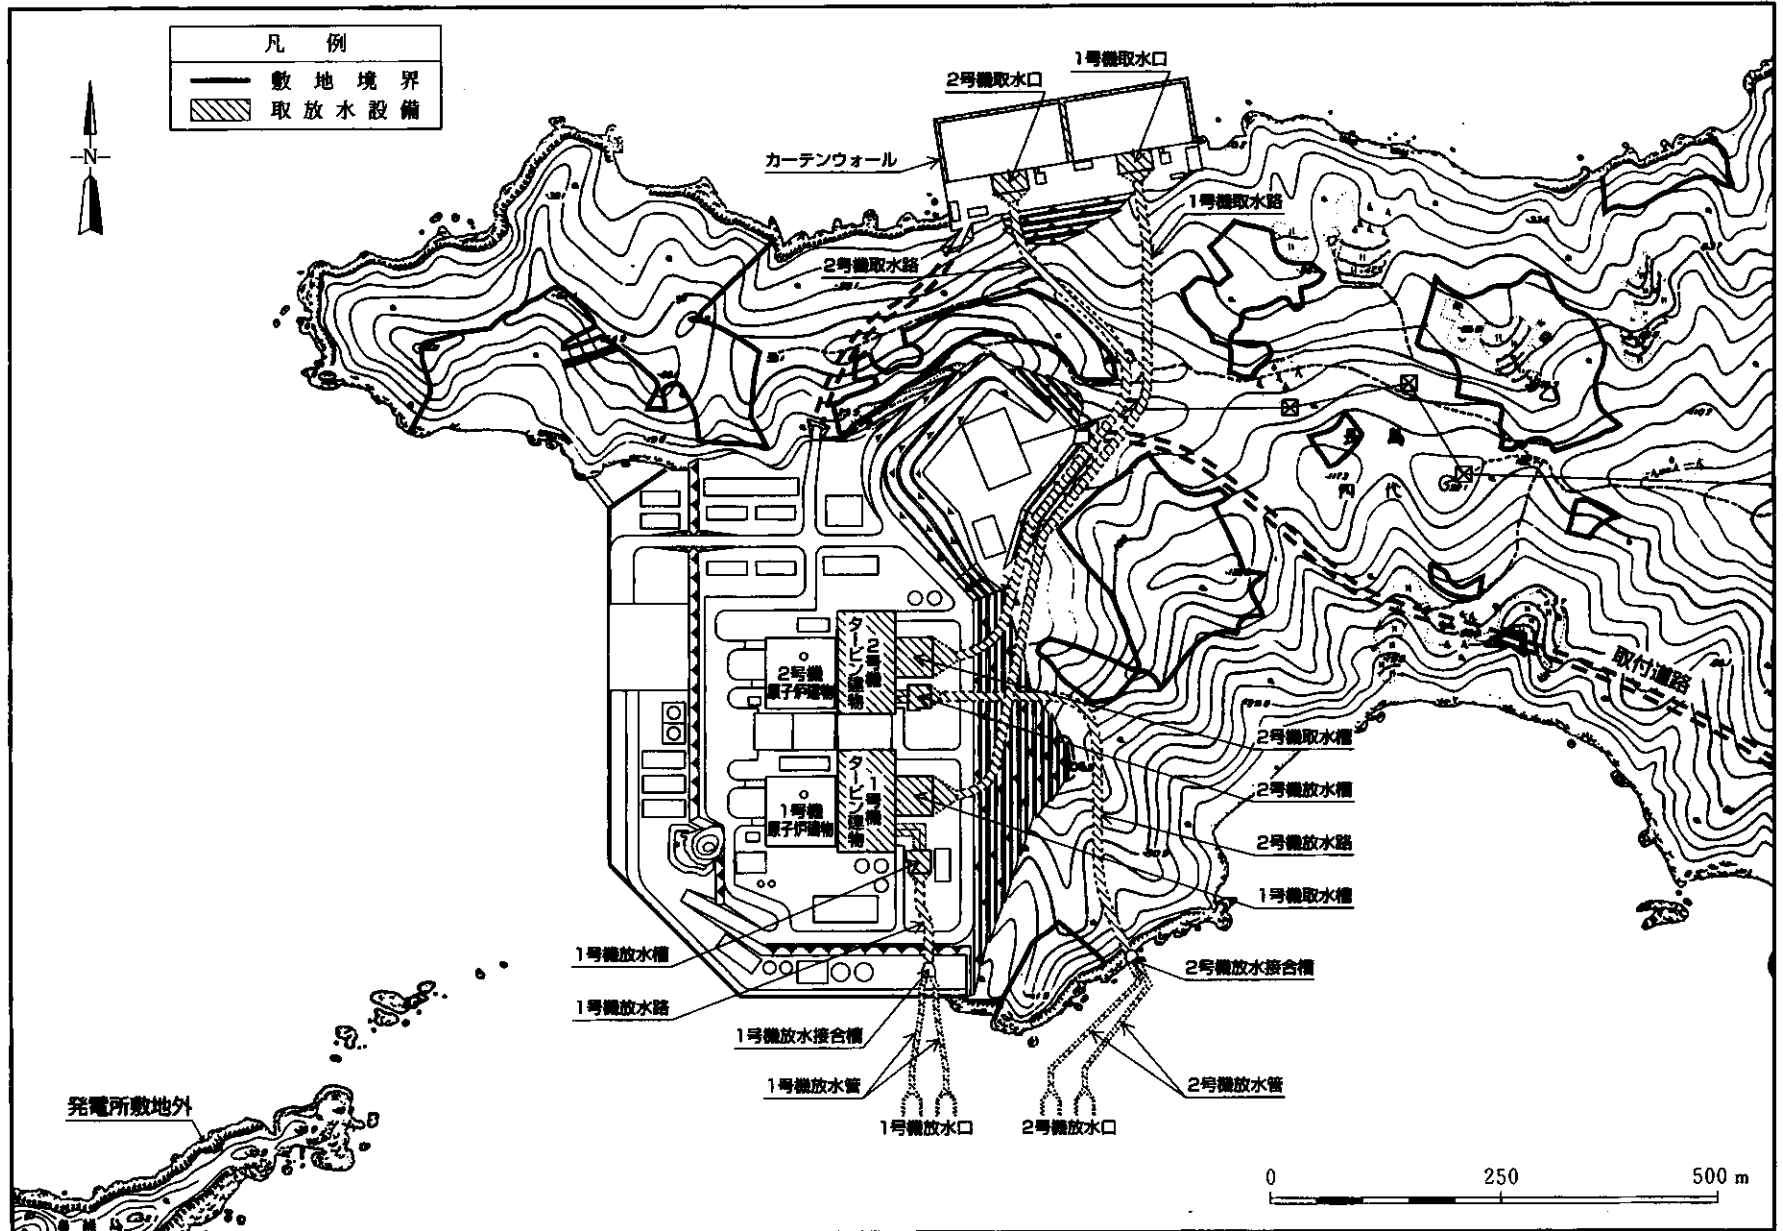 凡 例
敷 地 境 界
取 放 水 設 備
N
1号機取水口
2号機取水口
カーテンウォール
1号機取水路
2号機取水路
取付道路
2号機
原子炉建物
2号機
タービン建物
2号機取水槽
2号機放水槽
1号機
原子炉建物
1号機
タービン建物
2号機放水路
1号機取水槽
1号機放水槽
2号機放水接合槽
1号機放水路
1号機放水接合槽
1号機放水管
2号機放水管
発電所敷地外
1号機放水口
2号機放水口
0 250 500 m